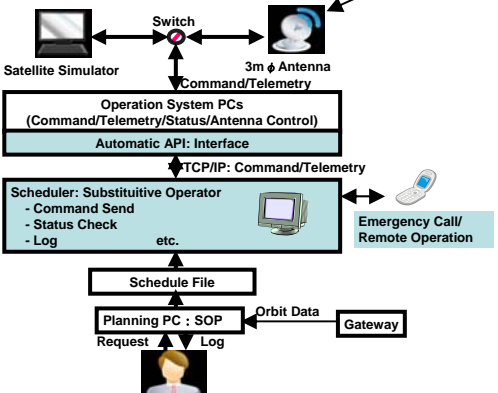 Switch
Satellite Simulator
3m ϕ Antenna
Command/Telemetry
Operation System PCs
(Command/Telemetry/Status/Antenna Control)
Automatic API: Interface
TCP/IP: Command/Telemetry
Scheduler: Substituitive Operator
- Command Send
- Status Check
- Log etc.
Emergency Call/
Remote Operation
Schedule File
Planning PC：SOP
Orbit Data
Gateway
Request Log